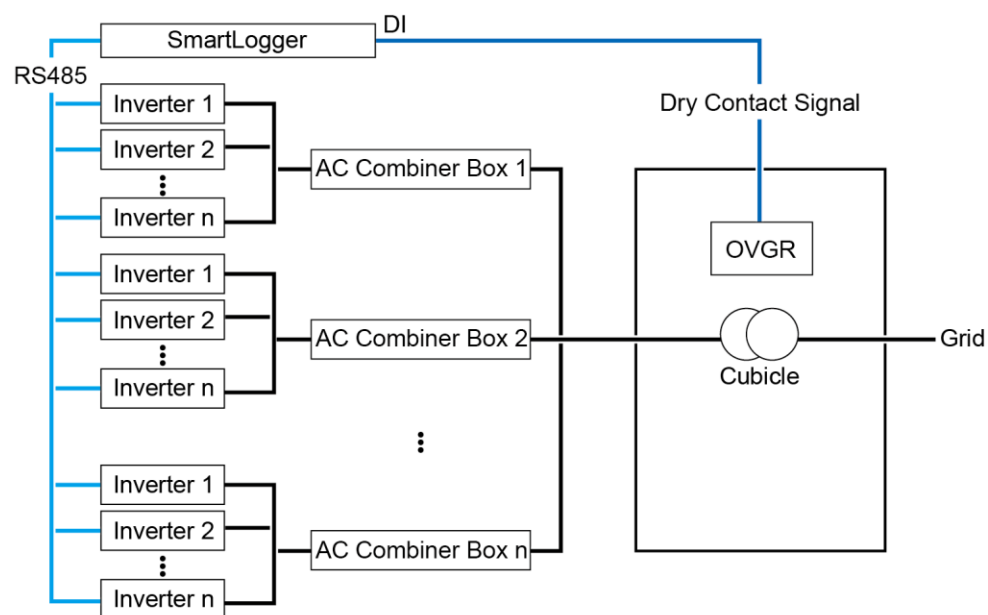 SmartLogger
DI
RS485
Dry Contact Signal
Inverter 1
Inverter 2
Inverter n
AC Combiner Box 1
OVGR
Inverter 1
Inverter 2
Inverter n
AC Combiner Box 2
Grid
Cubicle
Inverter 1
Inverter 2
Inverter n
AC Combiner Box n